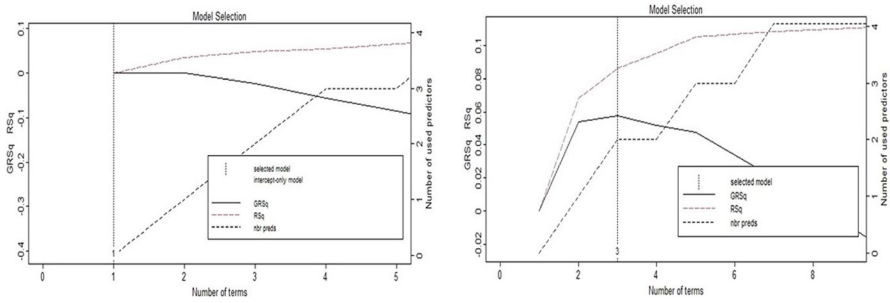 Model Selection
0.1
0
-0.1
-0.2
-0.3
-0.4
GRSq RSq
4
3
2
1
0
Number of used predictors
selected model
intercept-only model
GRSq
RSq
nbr preds
1
0 1 2 3 4 5
Number of terms
Model Selection
0.1
0.08
0.06
0.04
0.02
0
-0.02
GRSq RSq
4
3
2
1
0
Number of used predictors
selected model
GRSq
RSq
nbr preds
3
0 2 4 6 8
Number of terms